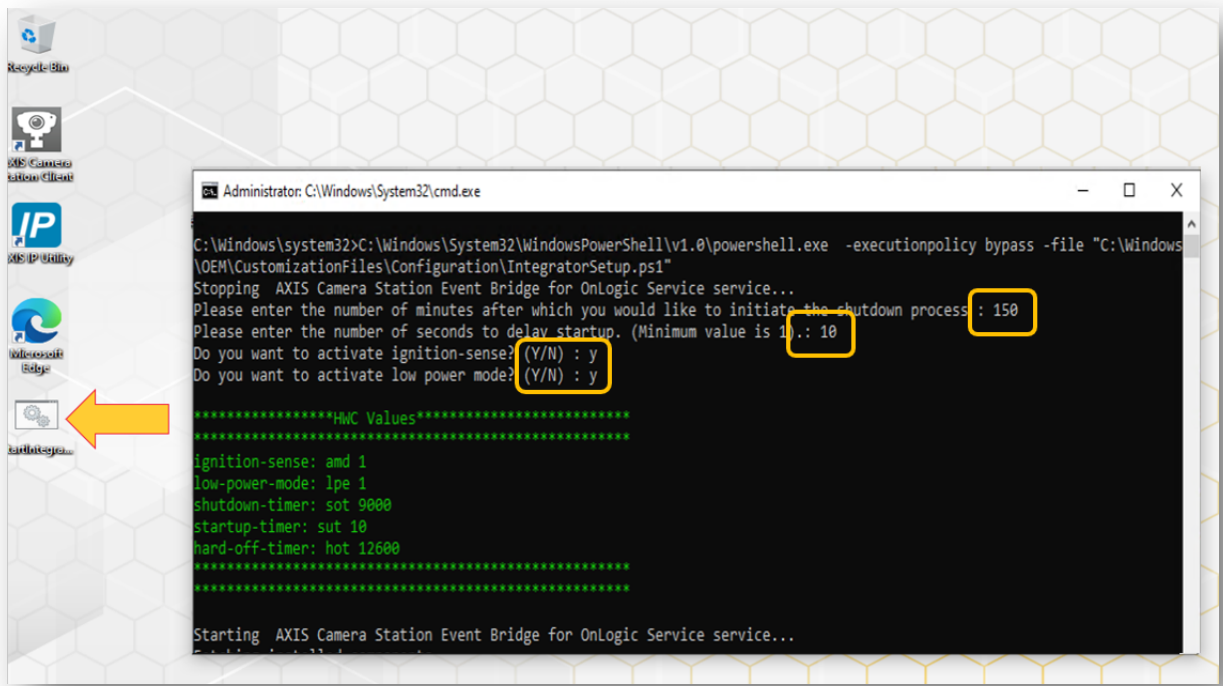 Recycle Bin
XIS Camera
tation Client
IP
XIS IP Utility
Microsoft
Edge
tartIntegra...
Administrator: C:\Windows\System32\cmd.exe
C:\Windows\system32>C:\Windows\System32\WindowsPowerShell\v1.0\powershell.exe  -executionpolicy bypass -file "C:\Windows
\OEM\CustomizationFiles\Configuration\IntegratorSetup.ps1"
Stopping  AXIS Camera Station Event Bridge for OnLogic Service service...
Please enter the number of minutes after which you would like to initiate the shutdown process : 150
Please enter the number of seconds to delay startup. (Minimum value is 1).: 10
Do you want to activate ignition-sense? (Y/N) : y
Do you want to activate low power mode? (Y/N) : y
*****************HWC Values**************************
*****************************************************
ignition-sense: amd 1
low-power-mode: lpe 1
shutdown-timer: sot 9000
startup-timer: sut 10
hard-off-timer: hot 12600
*****************************************************
*****************************************************
Starting  AXIS Camera Station Event Bridge for OnLogic Service service...